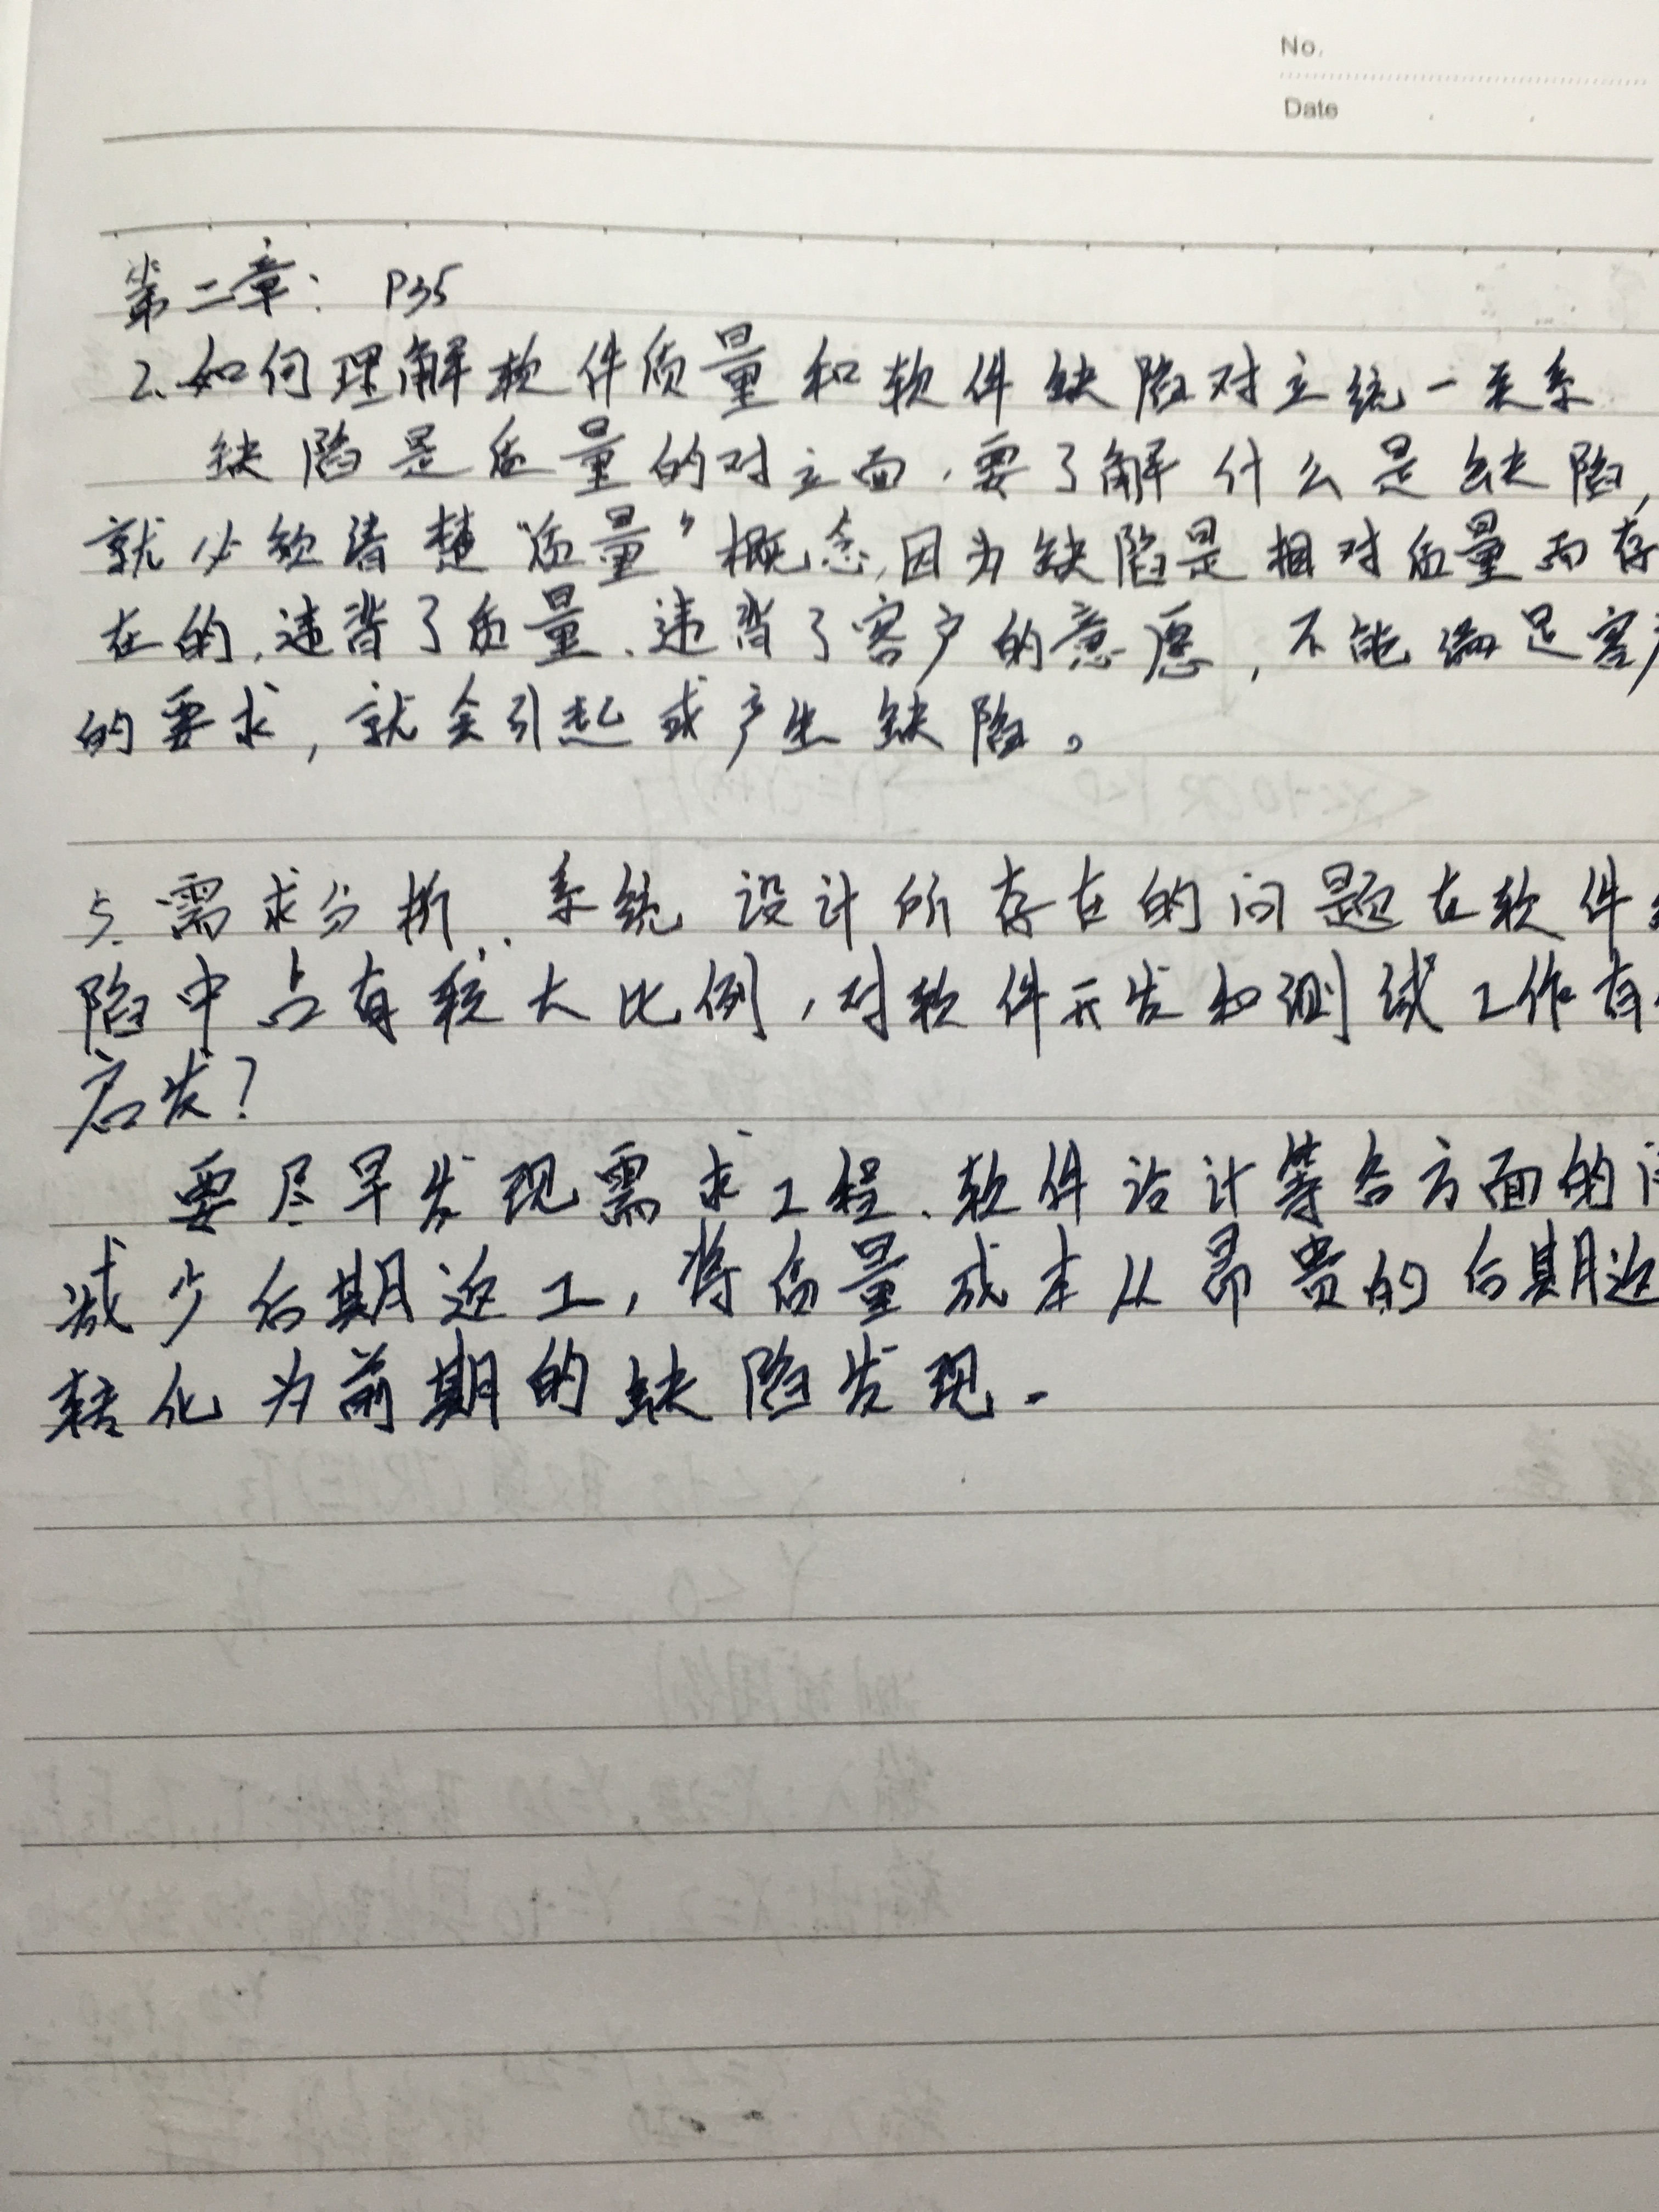 No.
Date
第二章： P35
2、如何理解软件质量和软件缺陷对立统一关系
缺陷是质量的对立面，要了解什么是缺陷，
就必须清楚“质量”概念，因为缺陷是相对质量而存
在的，违背了质量、违背了客户的意愿，不能满足客户
的要求，就会引起或产生缺陷。
5、需求分析、系统设计所存在的问题在软件
陷中占有较大比例，对软件开发和测试工作有
启发？
要尽早发现需求工程、软件设计等各方面的
减少后期返工，将质量成本从昂贵的后期返
转化为前期的缺陷发现。